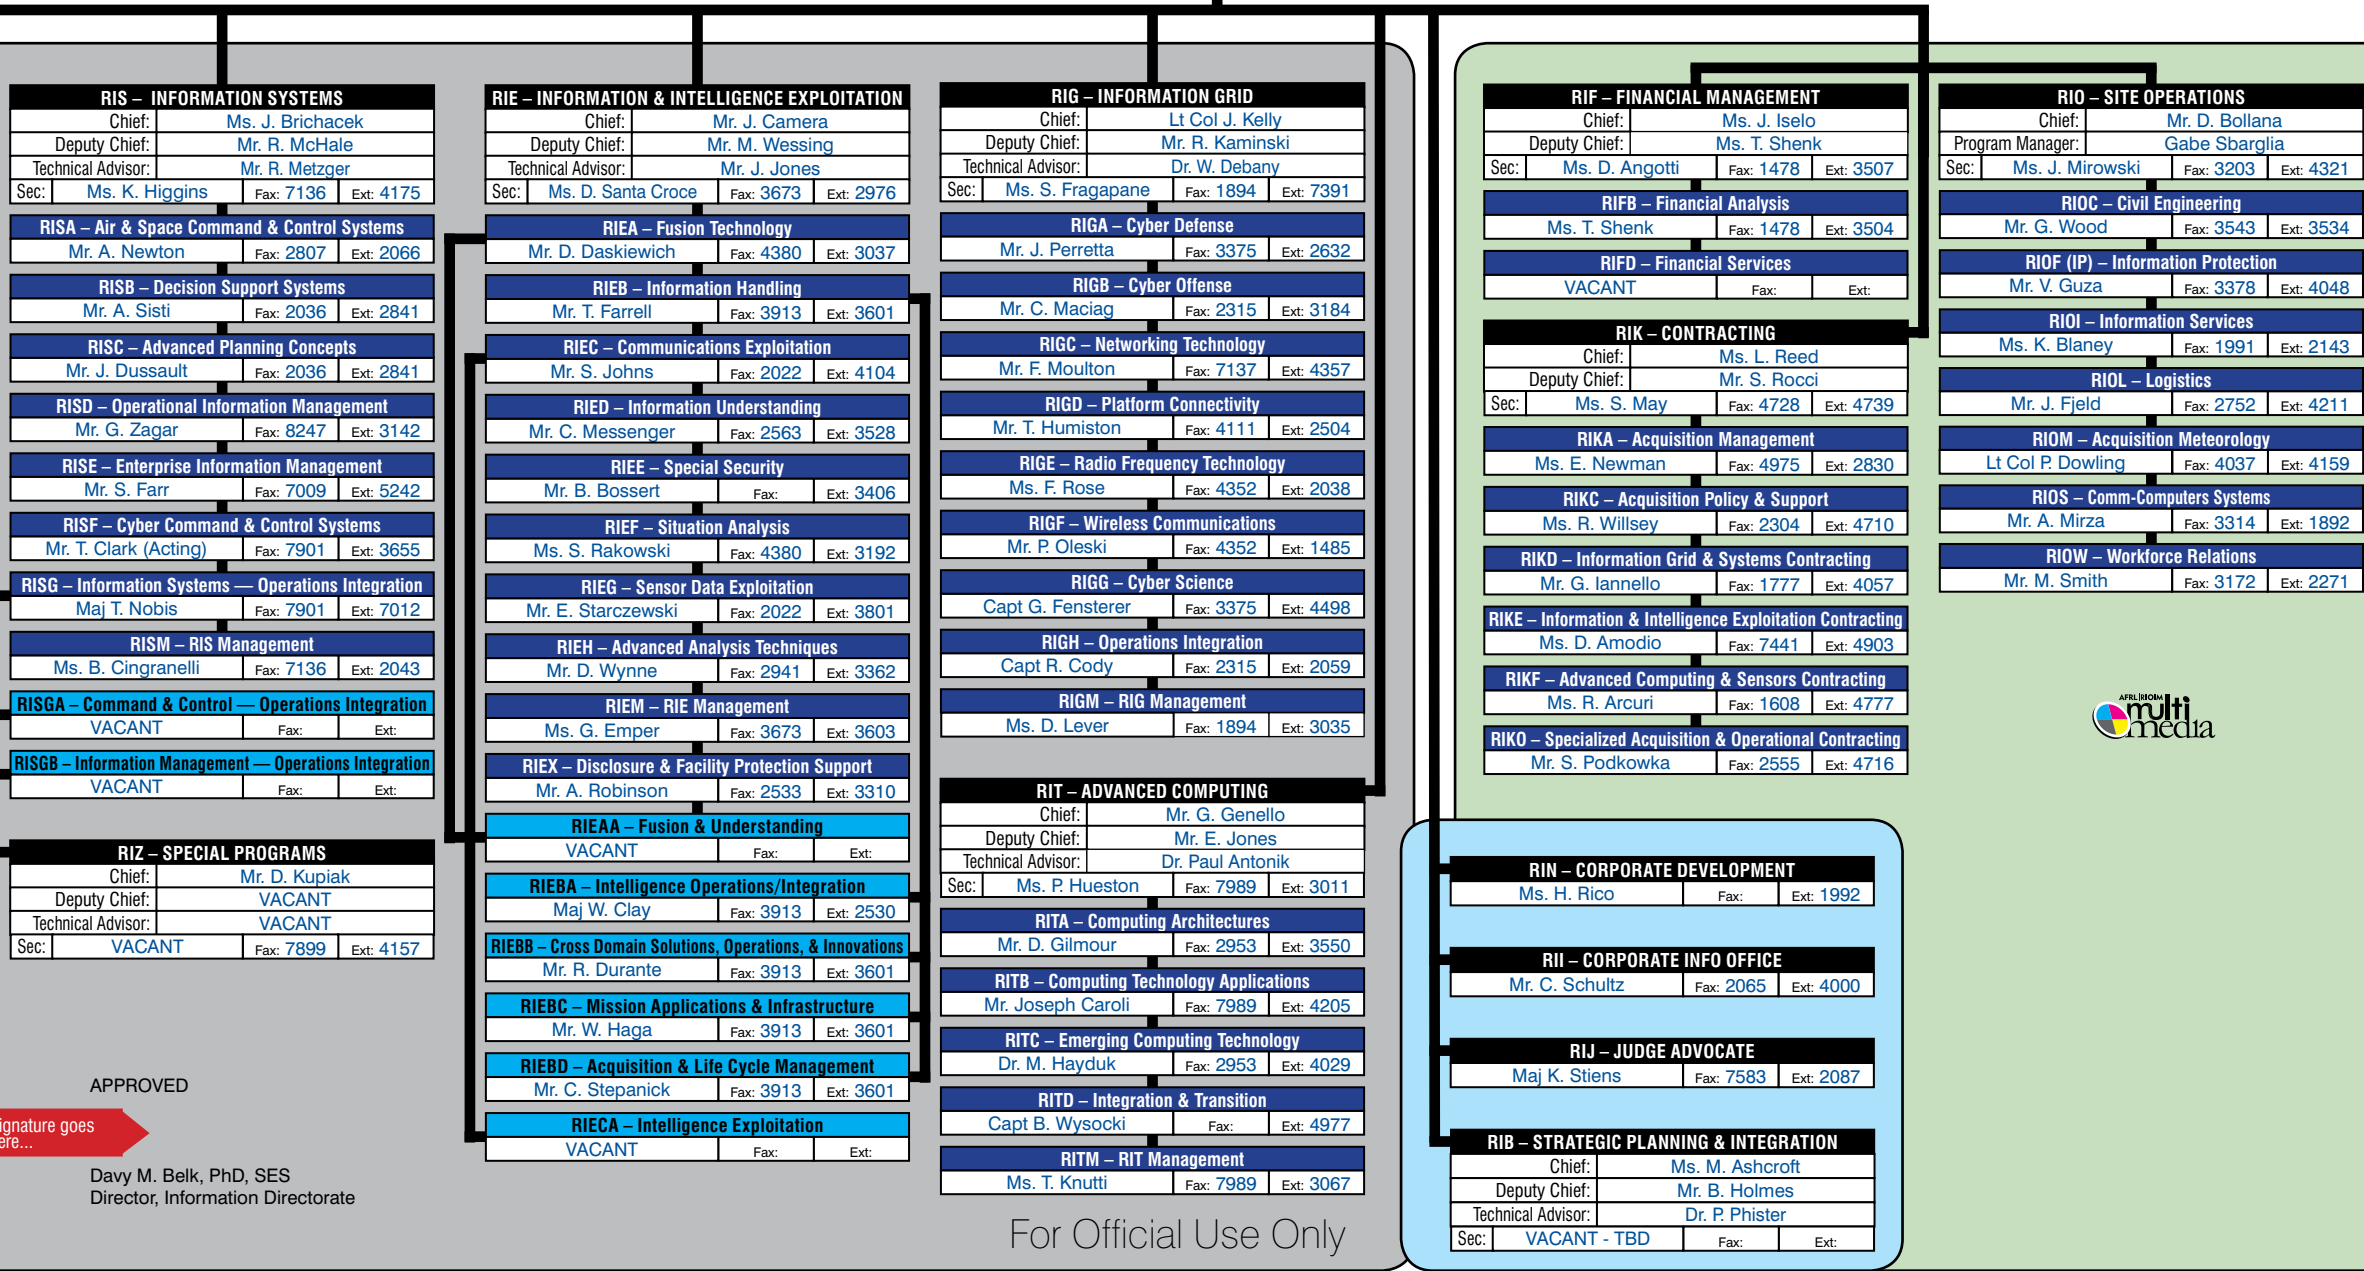 RIS – INFORMATION SYSTEMS
Chief: Ms. J. Brichacek
Deputy Chief: Mr. R. McHale
Technical Advisor: Mr. R. Metzger
Sec: Ms. K. Higgins Fax: 7136 Ext: 4175
RISA – Air & Space Command & Control Systems
Mr. A. Newton Fax: 2807 Ext: 2066
RISB – Decision Support Systems
Mr. A. Sisti Fax: 2036 Ext: 2841
RISC – Advanced Planning Concepts
Mr. J. Dussault Fax: 2036 Ext: 2841
RISD – Operational Information Management
Mr. G. Zagar Fax: 8247 Ext: 3142
RISE – Enterprise Information Management
Mr. S. Farr Fax: 7009 Ext: 5242
RISF – Cyber Command & Control Systems
Mr. T. Clark (Acting) Fax: 7901 Ext: 3655
RISG – Information Systems — Operations Integration
Maj T. Nobis Fax: 7901 Ext: 7012
RISM – RIS Management
Ms. B. Cingranelli Fax: 7136 Ext: 2043
RISGA – Command & Control — Operations Integration
VACANT Fax: Ext:
RISGB – Information Management — Operations Integration
VACANT Fax: Ext:
RIZ – SPECIAL PROGRAMS
Chief: Mr. D. Kupiak
Deputy Chief: VACANT
Technical Advisor: VACANT
Sec: VACANT Fax: 7899 Ext: 4157
APPROVED
ignature goes
ere...
Davy M. Belk, PhD, SES
Director, Information Directorate
RIE – INFORMATION & INTELLIGENCE EXPLOITATION
Chief: Mr. J. Camera
Deputy Chief: Mr. M. Wessing
Technical Advisor: Mr. J. Jones
Sec: Ms. D. Santa Croce Fax: 3673 Ext: 2976
RIEA – Fusion Technology
Mr. D. Daskiewich Fax: 4380 Ext: 3037
RIEB – Information Handling
Mr. T. Farrell Fax: 3913 Ext: 3601
RIEC – Communications Exploitation
Mr. S. Johns Fax: 2022 Ext: 4104
RIED – Information Understanding
Mr. C. Messenger Fax: 2563 Ext: 3528
RIEE – Special Security
Mr. B. Bossert Fax: Ext: 3406
RIEF – Situation Analysis
Ms. S. Rakowski Fax: 4380 Ext: 3192
RIEG – Sensor Data Exploitation
Mr. E. Starczewski Fax: 2022 Ext: 3801
RIEH – Advanced Analysis Techniques
Mr. D. Wynne Fax: 2941 Ext: 3362
RIEM – RIE Management
Ms. G. Emper Fax: 3673 Ext: 3603
RIEX – Disclosure & Facility Protection Support
Mr. A. Robinson Fax: 2533 Ext: 3310
RIEAA – Fusion & Understanding
VACANT Fax: Ext:
RIEBA – Intelligence Operations/Integration
Maj W. Clay Fax: 3913 Ext: 2530
RIEBB – Cross Domain Solutions, Operations, & Innovations
Mr. R. Durante Fax: 3913 Ext: 3601
RIEBC – Mission Applications & Infrastructure
Mr. W. Haga Fax: 3913 Ext: 3601
RIEBD – Acquisition & Life Cycle Management
Mr. C. Stepanick Fax: 3913 Ext: 3601
RIECA – Intelligence Exploitation
VACANT Fax: Ext:
RIG – INFORMATION GRID
Chief: Lt Col J. Kelly
Deputy Chief: Mr. R. Kaminski
Technical Advisor: Dr. W. Debany
Sec: Ms. S. Fragapane Fax: 1894 Ext: 7391
RIGA – Cyber Defense
Mr. J. Perretta Fax: 3375 Ext: 2632
RIGB – Cyber Offense
Mr. C. Maciag Fax: 2315 Ext: 3184
RIGC – Networking Technology
Mr. F. Moulton Fax: 7137 Ext: 4357
RIGD – Platform Connectivity
Mr. T. Humiston Fax: 4111 Ext: 2504
RIGE – Radio Frequency Technology
Ms. F. Rose Fax: 4352 Ext: 2038
RIGF – Wireless Communications
Mr. P. Oleski Fax: 4352 Ext: 1485
RIGG – Cyber Science
Capt G. Fensterer Fax: 3375 Ext: 4498
RIGH – Operations Integration
Capt R. Cody Fax: 2315 Ext: 2059
RIGM – RIG Management
Ms. D. Lever Fax: 1894 Ext: 3035
RIT – ADVANCED COMPUTING
Chief: Mr. G. Genello
Deputy Chief: Mr. E. Jones
Technical Advisor: Dr. Paul Antonik
Sec: Ms. P. Hueston Fax: 7989 Ext: 3011
RITA – Computing Architectures
Mr. D. Gilmour Fax: 2953 Ext: 3550
RITB – Computing Technology Applications
Mr. Joseph Caroli Fax: 7989 Ext: 4205
RITC – Emerging Computing Technology
Dr. M. Hayduk Fax: 2953 Ext: 4029
RITD – Integration & Transition
Capt B. Wysocki Fax: Ext: 4977
RITM – RIT Management
Ms. T. Knutti Fax: 7989 Ext: 3067
For Official Use Only
RIF – FINANCIAL MANAGEMENT
Chief: Ms. J. Iselo
Deputy Chief: Ms. T. Shenk
Sec: Ms. D. Angotti Fax: 1478 Ext: 3507
RIFB – Financial Analysis
Ms. T. Shenk Fax: 1478 Ext: 3504
RIFD – Financial Services
VACANT Fax: Ext:
RIK – CONTRACTING
Chief: Ms. L. Reed
Deputy Chief: Mr. S. Rocci
Sec: Ms. S. May Fax: 4728 Ext: 4739
RIKA – Acquisition Management
Ms. E. Newman Fax: 4975 Ext: 2830
RIKC – Acquisition Policy & Support
Ms. R. Willsey Fax: 2304 Ext: 4710
RIKD – Information Grid & Systems Contracting
Mr. G. Iannello Fax: 1777 Ext: 4057
RIKE – Information & Intelligence Exploitation Contracting
Ms. D. Amodio Fax: 7441 Ext: 4903
RIKF – Advanced Computing & Sensors Contracting
Ms. R. Arcuri Fax: 1608 Ext: 4777
RIKO – Specialized Acquisition & Operational Contracting
Mr. S. Podkowka Fax: 2555 Ext: 4716
RIN – CORPORATE DEVELOPMENT
Ms. H. Rico Fax: Ext: 1992
RII – CORPORATE INFO OFFICE
Mr. C. Schultz Fax: 2065 Ext: 4000
RIJ – JUDGE ADVOCATE
Maj K. Stiens Fax: 7583 Ext: 2087
RIB – STRATEGIC PLANNING & INTEGRATION
Chief: Ms. M. Ashcroft
Deputy Chief: Mr. B. Holmes
Technical Advisor: Dr. P. Phister
Sec: VACANT - TBD Fax: Ext:
RIO – SITE OPERATIONS
Chief: Mr. D. Bollana
Program Manager: Gabe Sbarglia
Sec: Ms. J. Mirowski Fax: 3203 Ext: 4321
RIOC – Civil Engineering
Mr. G. Wood Fax: 3543 Ext: 3534
RIOF (IP) – Information Protection
Mr. V. Guza Fax: 3378 Ext: 4048
RIOI – Information Services
Ms. K. Blaney Fax: 1991 Ext: 2143
RIOL – Logistics
Mr. J. Fjeld Fax: 2752 Ext: 4211
RIOM – Acquisition Meteorology
Lt Col P. Dowling Fax: 4037 Ext: 4159
RIOS – Comm-Computers Systems
Mr. A. Mirza Fax: 3314 Ext: 1892
RIOW – Workforce Relations
Mr. M. Smith Fax: 3172 Ext: 2271
AFRL|RIOIM
multi
media